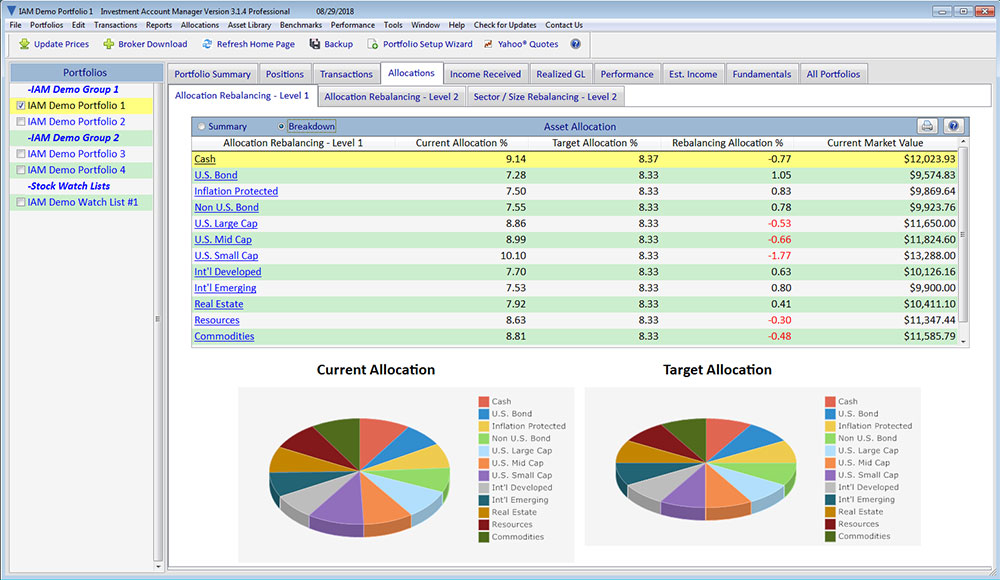 IAM Demo Portfolio 1 Investment Account Manager Version 3.1.4 Professional 08/29/2018
File Portfolios Edit Transactions Reports Allocations Asset Library Benchmarks Performance Tools Window Help Check for Updates Contact Us
Update Prices Broker Download Refresh Home Page Backup Portfolio Setup Wizard Yahoo® Quotes ?
Portfolios
-IAM Demo Group 1
IAM Demo Portfolio 1
IAM Demo Portfolio 2
-IAM Demo Group 2
IAM Demo Portfolio 3
IAM Demo Portfolio 4
-Stock Watch Lists
IAM Demo Watch List #1
Portfolio Summary Positions Transactions Allocations Income Received Realized GL Performance Est. Income Fundamentals All Portfolios
Allocation Rebalancing - Level 1 Allocation Rebalancing - Level 2 Sector / Size Rebalancing - Level 2
Summary Breakdown Asset Allocation ?
Allocation Rebalancing - Level 1 Current Allocation % Target Allocation % Rebalancing Allocation % Current Market Value
Cash 9.14 8.37 -0.77 $12,023.93
U.S. Bond 7.28 8.33 1.05 $9,574.83
Inflation Protected 7.50 8.33 0.83 $9,869.64
Non U.S. Bond 7.55 8.33 0.78 $9,923.76
U.S. Large Cap 8.86 8.33 -0.53 $11,650.00
U.S. Mid Cap 8.99 8.33 -0.66 $11,824.60
U.S. Small Cap 10.10 8.33 -1.77 $13,288.00
Int'l Developed 7.70 8.33 0.63 $10,126.16
Int'l Emerging 7.53 8.33 0.80 $9,900.00
Real Estate 7.92 8.33 0.41 $10,411.10
Resources 8.63 8.33 -0.30 $11,347.44
Commodities 8.81 8.33 -0.48 $11,585.79
Current Allocation
Cash
U.S. Bond
Inflation Protected
Non U.S. Bond
U.S. Large Cap
U.S. Mid Cap
U.S. Small Cap
Int'l Developed
Int'l Emerging
Real Estate
Resources
Commodities
Target Allocation
Cash
U.S. Bond
Inflation Protected
Non U.S. Bond
U.S. Large Cap
U.S. Mid Cap
U.S. Small Cap
Int'l Developed
Int'l Emerging
Real Estate
Resources
Commodities